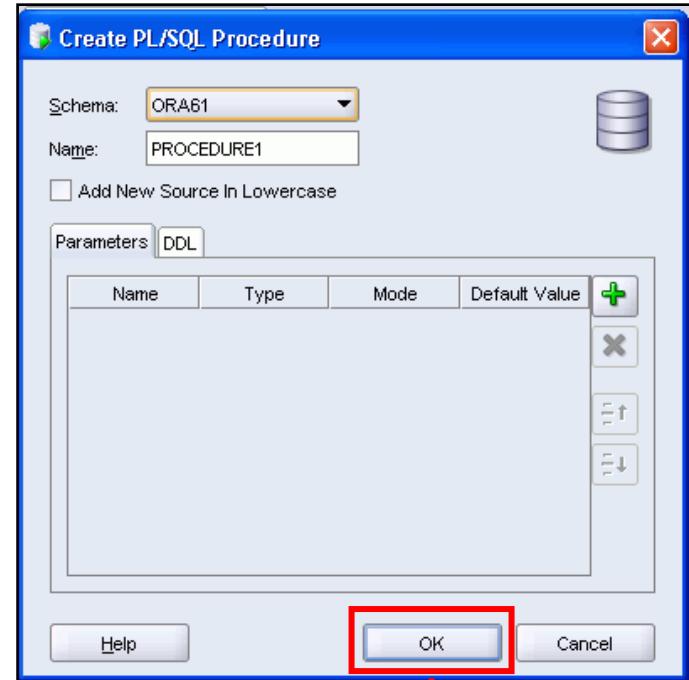 Create PL/SQL Procedure
Schema: ORA61
Name: PROCEDURE1
Add New Source In Lowercase
Parameters DDL
Name Type Mode Default Value
Help OK Cancel